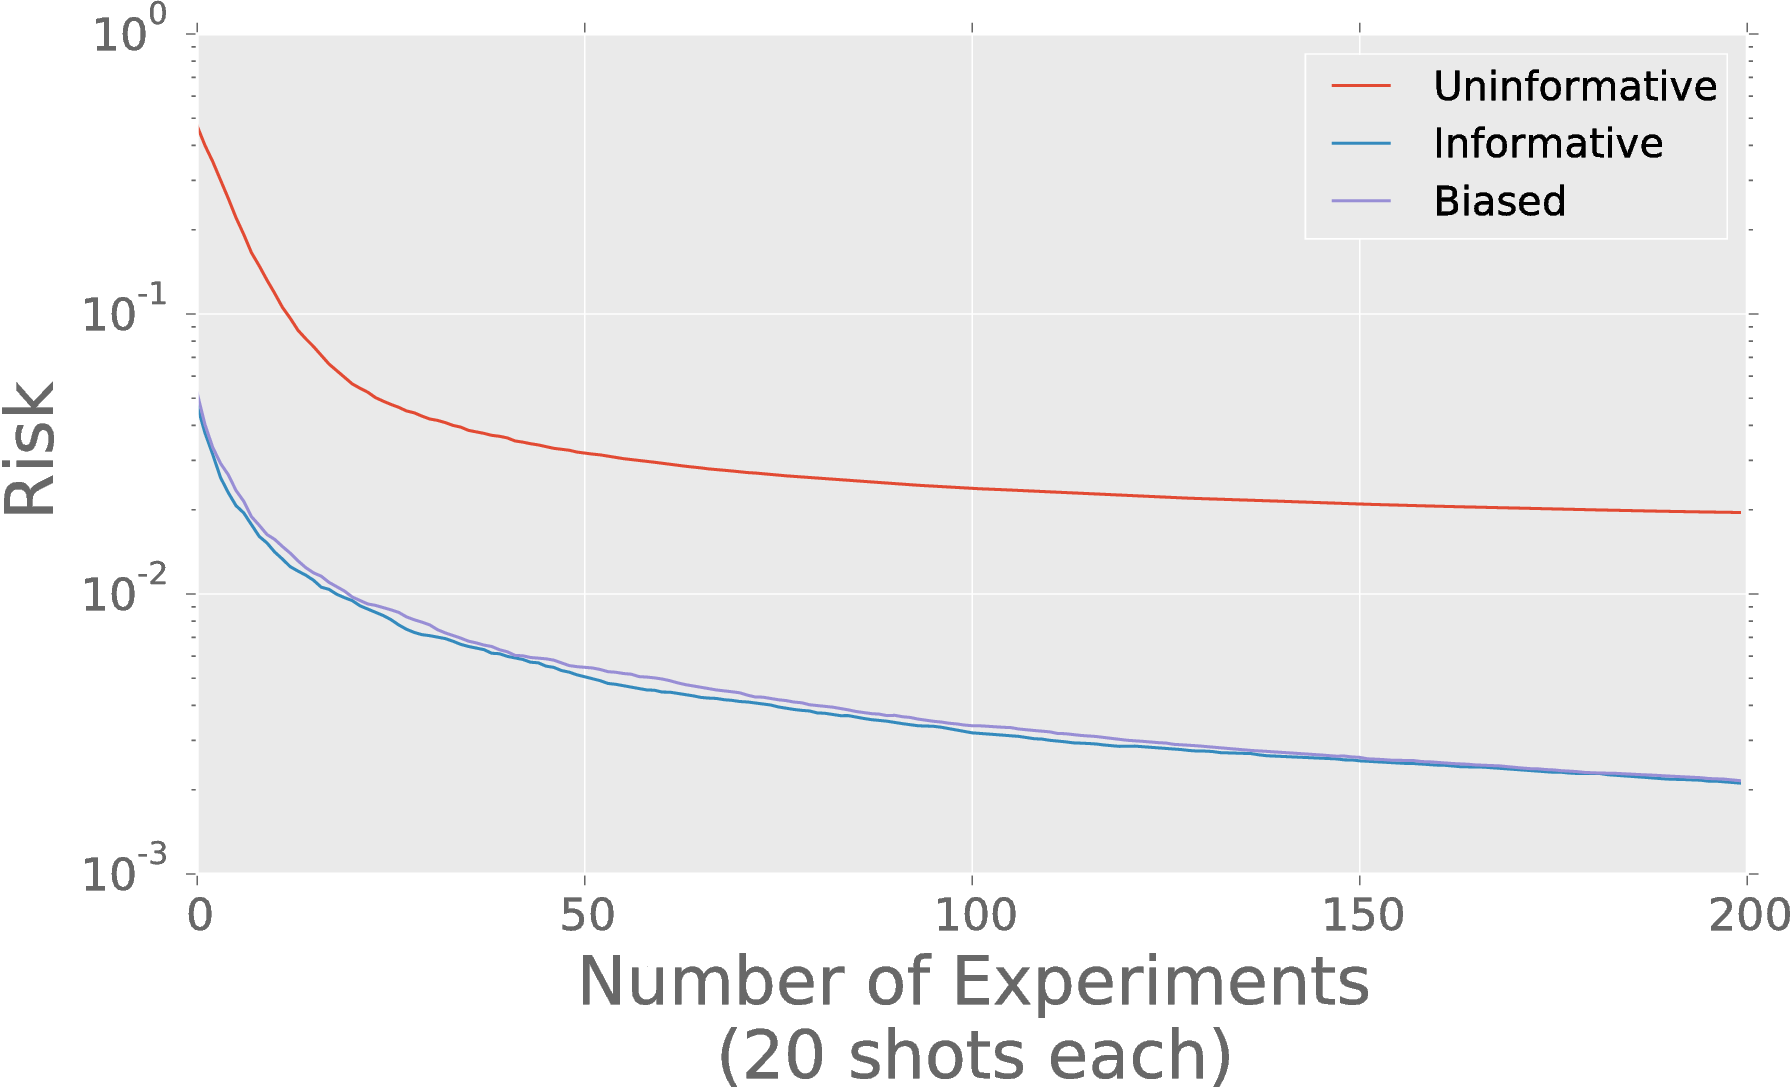 10^0
10^-1
10^-2
10^-3
Risk
0 50 100 150 200
Number of Experiments
(20 shots each)
Uninformative
Informative
Biased